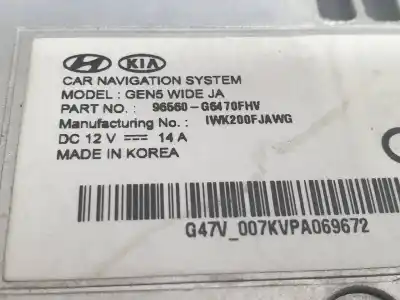 HYUNDAI KIA
CAR NAVIGATION SYSTEM
MODEL : GEN5 WIDE JA
PART NO. : 96560-G6470FHV
Manufacturing No. : IWK200FJAWG
DC 12 V ⎓ 14 A
MADE IN KOREA
G47V_007KVPA069672